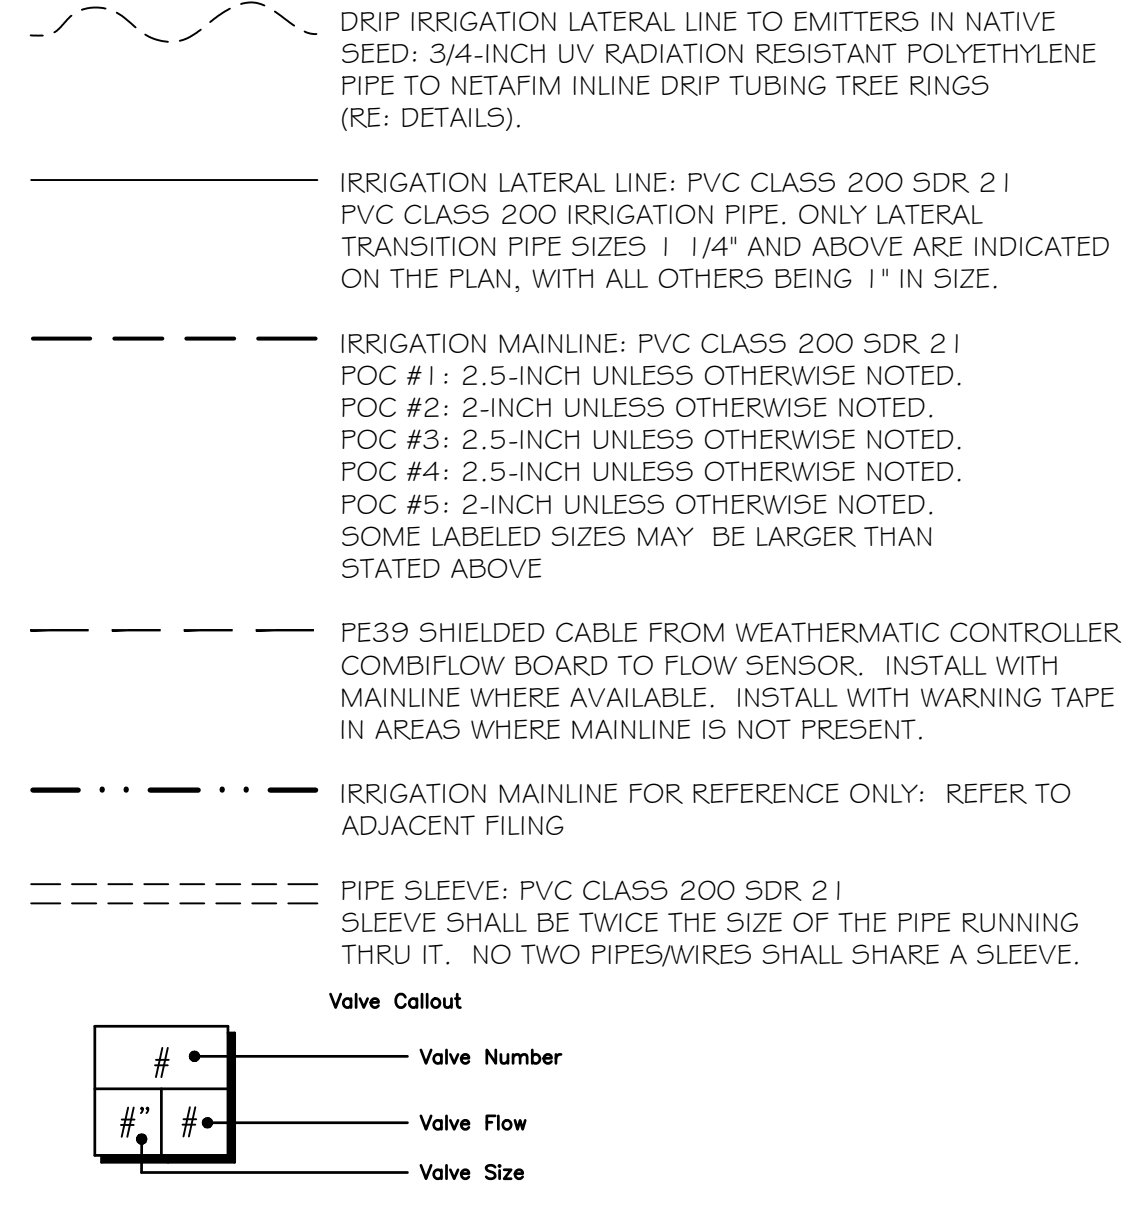 DRIP IRRIGATION LATERAL LINE TO EMITTERS IN NATIVE
SEED: 3/4-INCH UV RADIATION RESISTANT POLYETHYLENE
PIPE TO NETAFIM INLINE DRIP TUBING TREE RINGS
(RE: DETAILS).
IRRIGATION LATERAL LINE: PVC CLASS 200 SDR 21
PVC CLASS 200 IRRIGATION PIPE. ONLY LATERAL
TRANSITION PIPE SIZES 1 1/4" AND ABOVE ARE INDICATED
ON THE PLAN, WITH ALL OTHERS BEING 1" IN SIZE.
IRRIGATION MAINLINE: PVC CLASS 200 SDR 21
POC #1: 2.5-INCH UNLESS OTHERWISE NOTED.
POC #2: 2-INCH UNLESS OTHERWISE NOTED.
POC #3: 2.5-INCH UNLESS OTHERWISE NOTED.
POC #4: 2.5-INCH UNLESS OTHERWISE NOTED.
POC #5: 2-INCH UNLESS OTHERWISE NOTED.
SOME LABELED SIZES MAY BE LARGER THAN
STATED ABOVE
PE39 SHIELDED CABLE FROM WEATHERMATIC CONTROLLER
COMBIFLOW BOARD TO FLOW SENSOR. INSTALL WITH
MAINLINE WHERE AVAILABLE. INSTALL WITH WARNING TAPE
IN AREAS WHERE MAINLINE IS NOT PRESENT.
IRRIGATION MAINLINE FOR REFERENCE ONLY: REFER TO
ADJACENT FILING
PIPE SLEEVE: PVC CLASS 200 SDR 21
SLEEVE SHALL BE TWICE THE SIZE OF THE PIPE RUNNING
THRU IT. NO TWO PIPES/WIRES SHALL SHARE A SLEEVE.
Valve Callout
# Valve Number
#" # Valve Flow
Valve Size